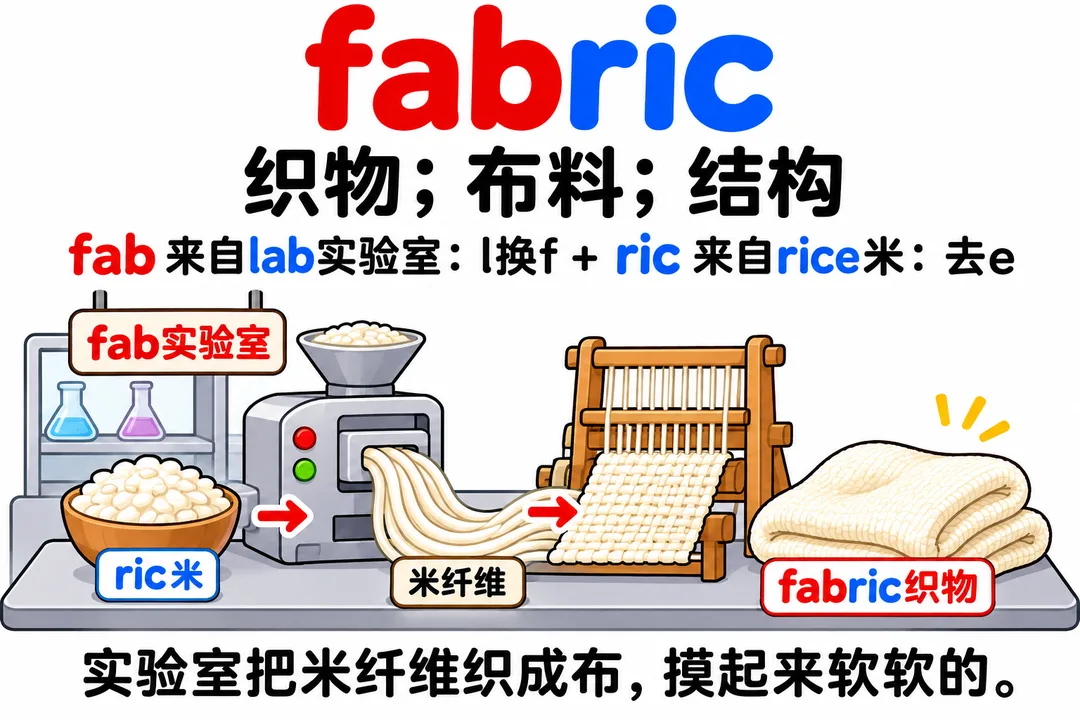 fabric
织物；布料；结构
fab 来自lab实验室：l换f + ric 来自rice米：去e
fab实验室
ric米
米纤维
fabric织物
实验室把米纤维织成布，摸起来软软的。